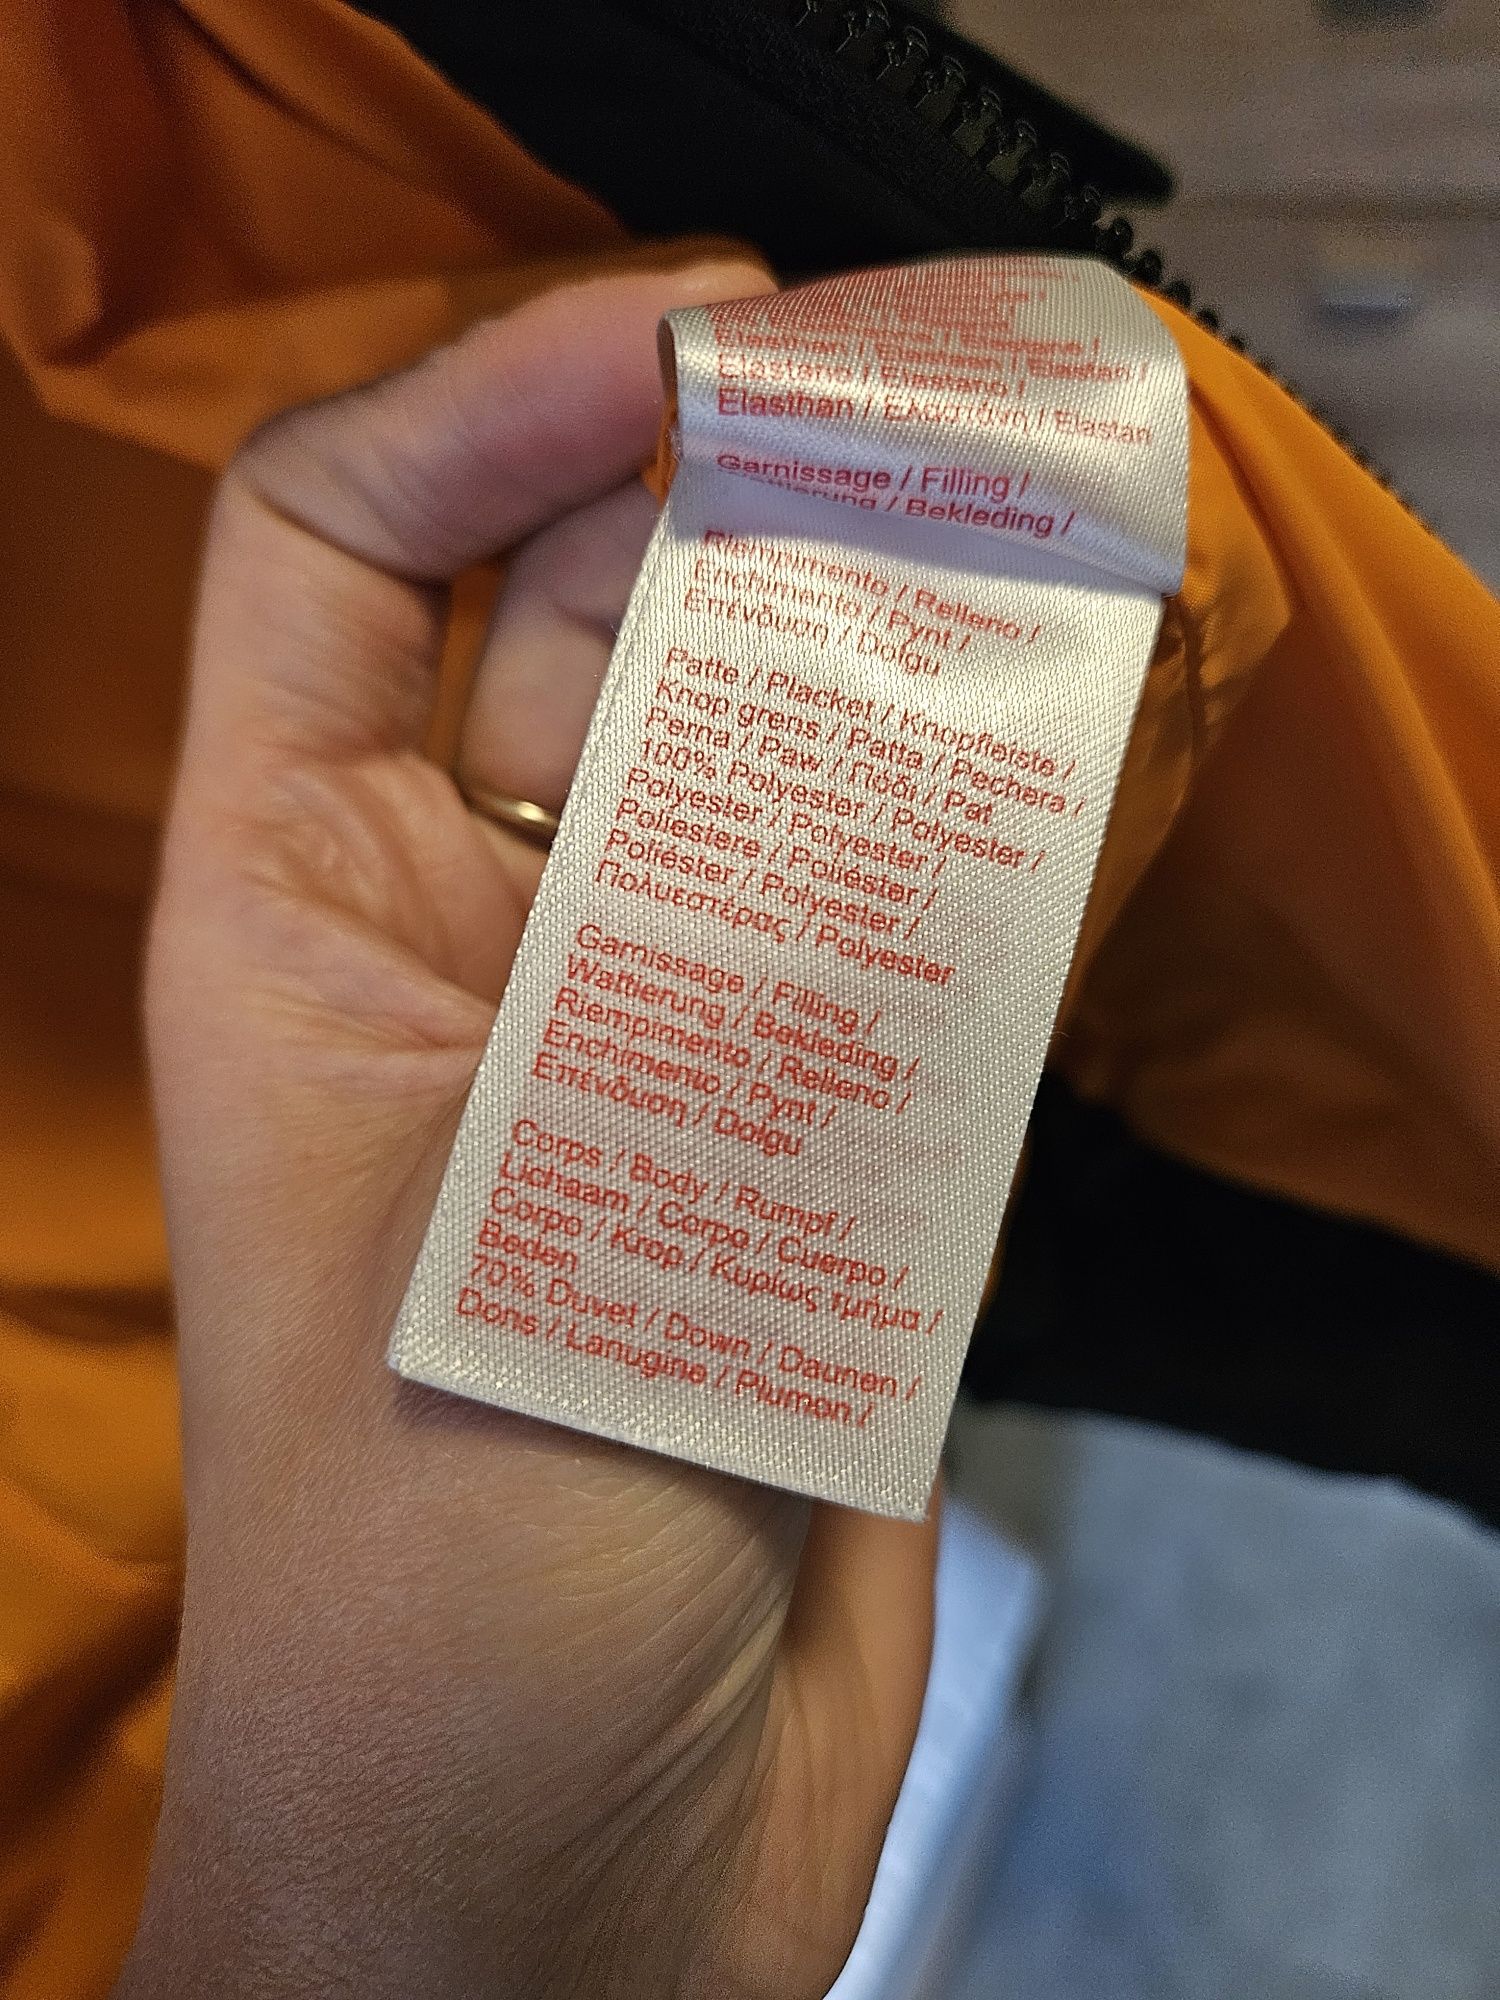 Elasthan / Elastane / Elastan /
Elastano / Elastano /
Elasthan / Ελαστάνη / Elastan
Garnissage / Filling /
Wattierung / Bekleding /
Riempimento / Relleno /
Enchimento / Pynt /
Επένδυση / Dolgu
Patte / Placket / Knopfleiste /
Knop grens / Patta / Pechera /
Perna / Paw / Πόδι / Pat
100% Polyester / Polyester /
Polyester / Polyester /
Poliestere / Poliéster /
Poliéster / Polyester /
Πολυεστέρας / Polyester
Garnissage / Filling /
Wattierung / Bekleding /
Riempimento / Relleno /
Enchimento / Pynt /
Επένδυση / Dolgu
Corps / Body / Rumpf /
Lichaam / Corpo / Cuerpo /
Corpo / Krop / Κυρίως τμήμα /
Beden
70% Duvet / Down / Daunen /
Dons / Lanugine / Plumon /